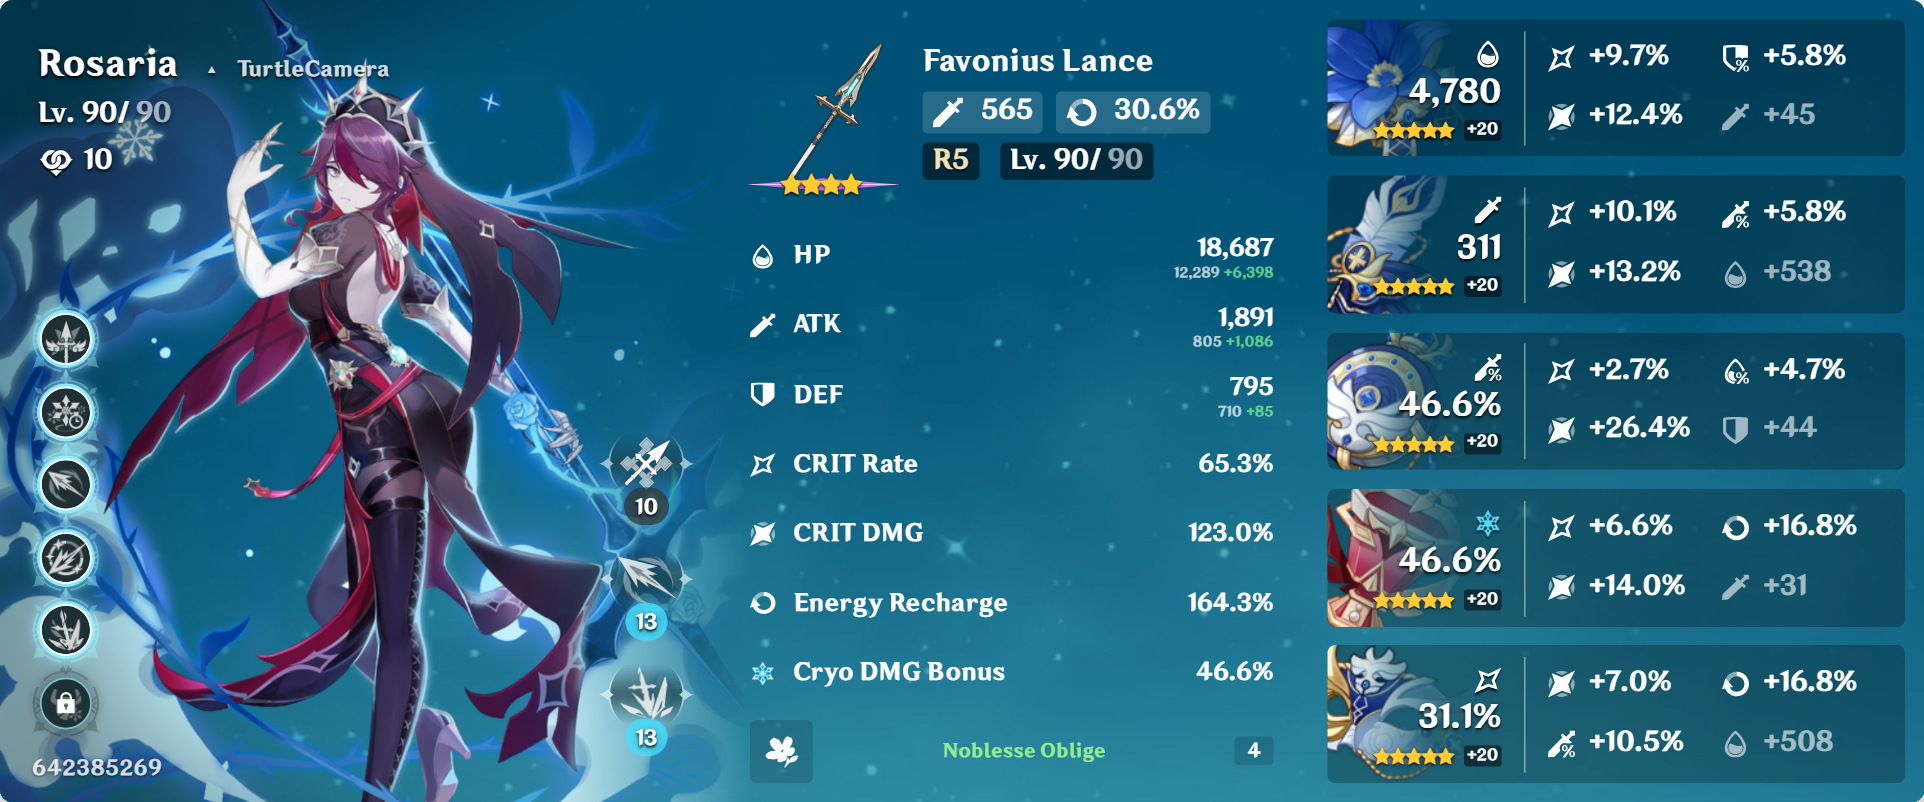 Rosaria TurtleCamera
Lv. 90/ 90
10
10
13
13
642385269
Favonius Lance
565 30.6%
R5 Lv. 90/ 90
HP 18,687
12,289 +6,398
ATK 1,891
805 +1,086
DEF 795
710 +85
CRIT Rate 65.3%
CRIT DMG 123.0%
Energy Recharge 164.3%
Cryo DMG Bonus 46.6%
Noblesse Oblige 4
4,780
+20
+9.7% +5.8%
+12.4% +45
311
+20
+10.1% +5.8%
+13.2% +538
46.6%
+20
+2.7% +4.7%
+26.4% +44
46.6%
+20
+6.6% +16.8%
+14.0% +31
31.1%
+20
+7.0% +16.8%
+10.5% +508